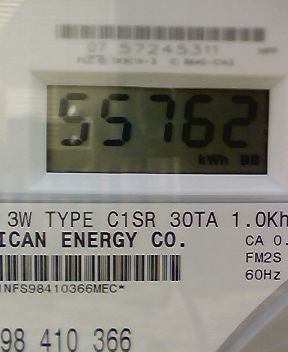 07 57245311
55762
kWh
3W TYPE C1SR 30TA 1.0Kh
ICAN ENERGY CO.
CA 0.
FM2S
60Hz
NFS98410366MEC*
98 410 366